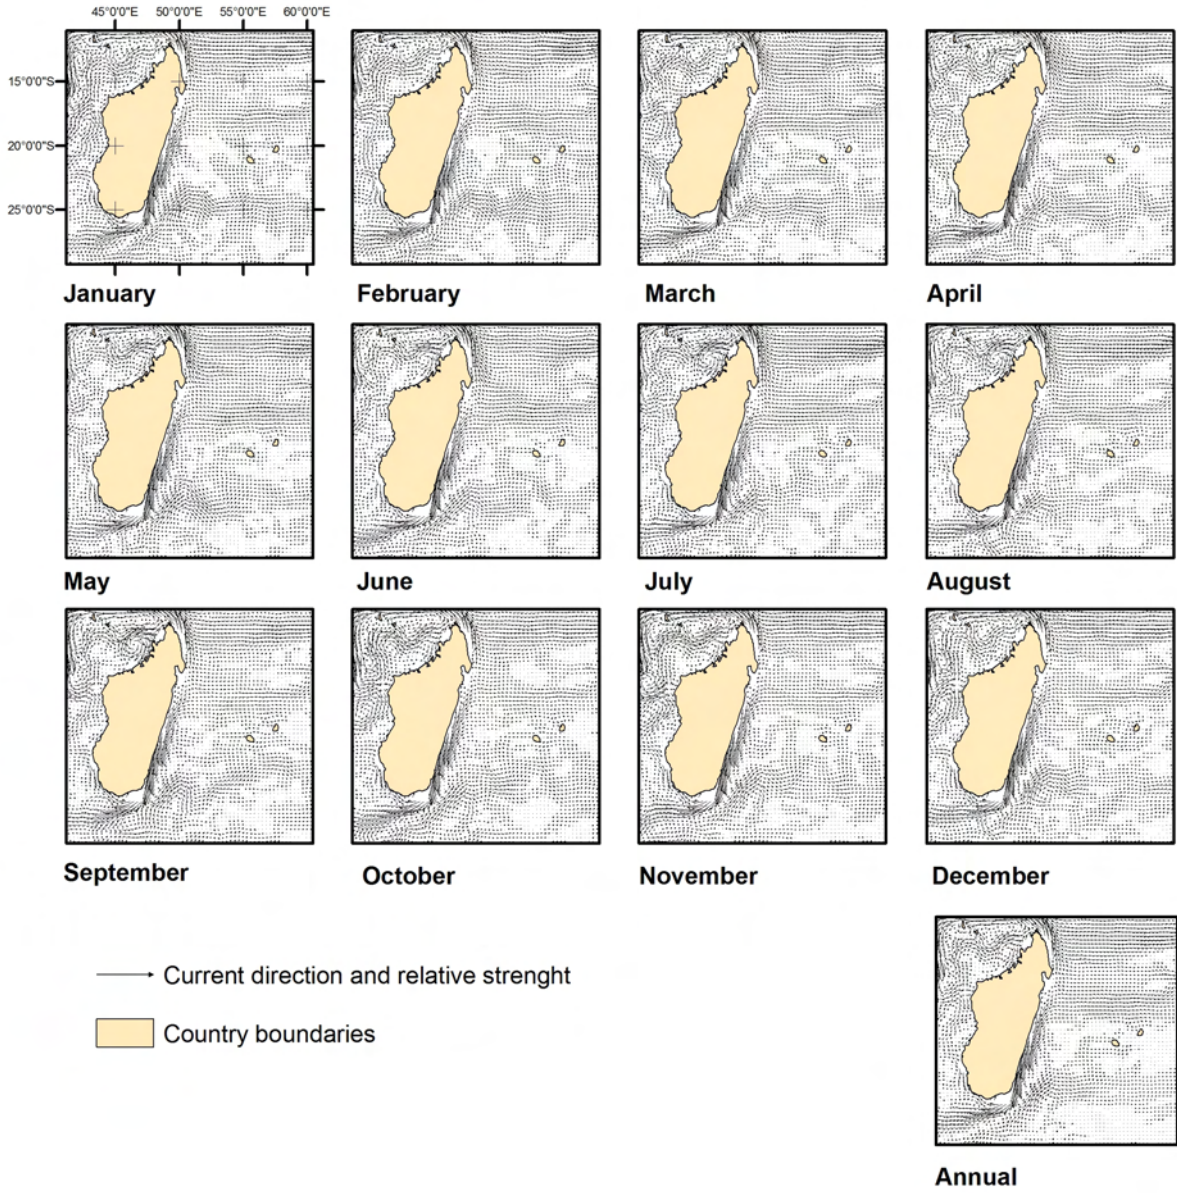 45°0'0"E 50°0'0"E 55°0'0"E 60°0'0"E
15°0'0"S
20°0'0"S
25°0'0"S
January February March April
May June July August
September October November December
Current direction and relative strenght
Country boundaries
Annual